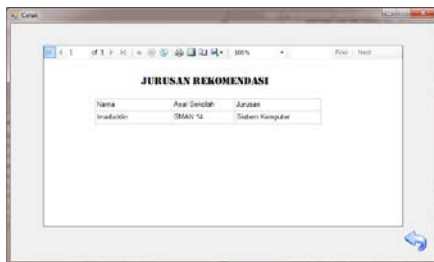 Cetak
1 of 1 100% Find | Next
JURUSAN REKOMENDASI
Nama Asal Sekolah Jurusan
Imaduddin SMAN 14 Sistem Komputer